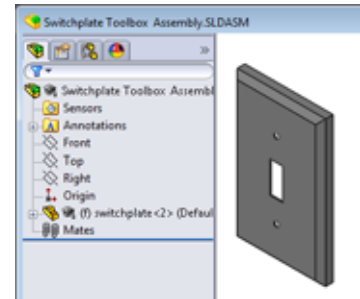 Switchplate Toolbox Assembly.SLDASM
Switchplate Toolbox Assembl
Sensors
Annotations
Front
Top
Right
Origin
(f) switchplate<2> (Defaul
Mates